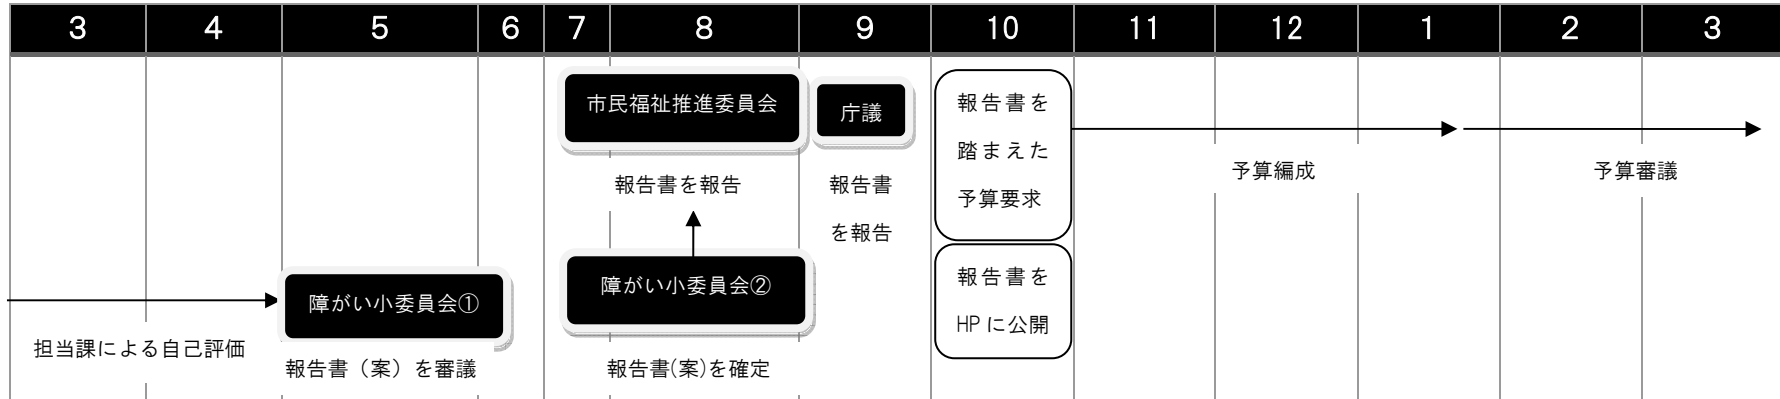 3 4 5 6 7 8 9 10 11 12 1 2 3
市民福祉推進委員会
報告書を報告
庁議
報告書
を報告
報告書を
踏まえた
予算要求
予算編成
予算審議
担当課による自己評価
障がい小委員会①
報告書（案）を審議
障がい小委員会②
報告書(案)を確定
報告書を
HPに公開